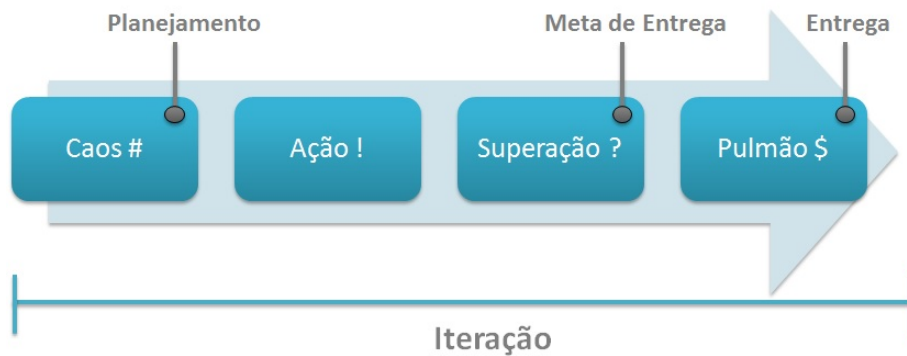 Planejamento
Meta de Entrega
Entrega
Caos #
Ação !
Superação ?
Pulmão $
Iteração